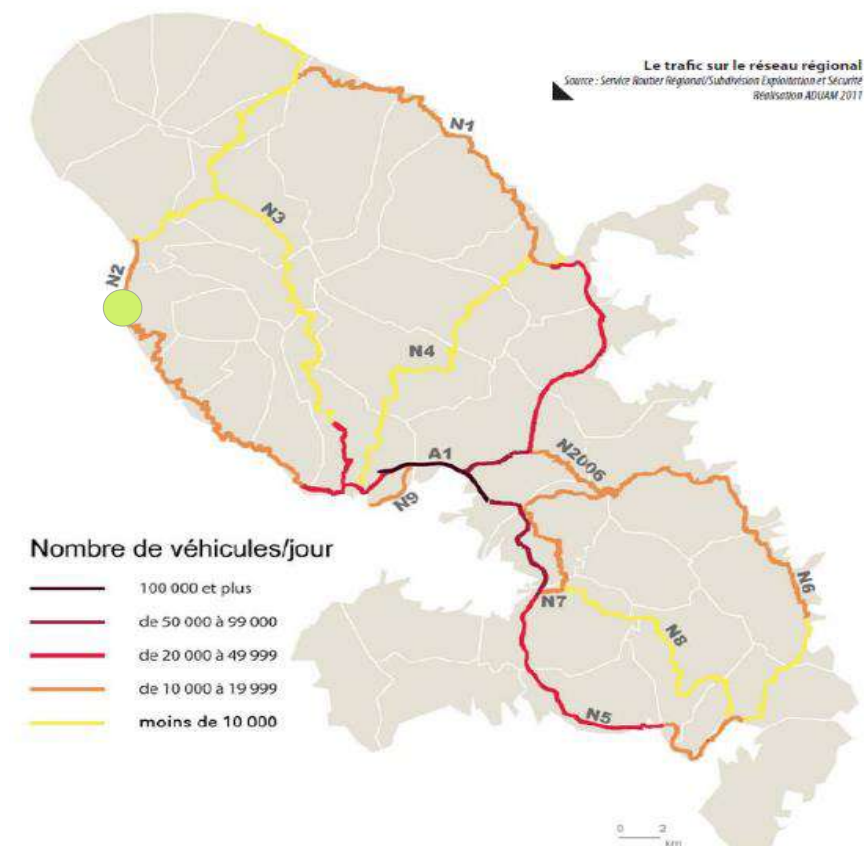 Le trafic sur le réseau régional
Source : Service Routier Régional/Subdivision Exploitation et Sécurité
Réalisation ADUAM 2011
N1
N3
N2
N4
A1
N2006
N9
Nombre de véhicules/jour
100 000 et plus
de 50 000 à 99 000
de 20 000 à 49 999
de 10 000 à 19 999
moins de 10 000
N6
N7
N8
N5
0 2
km